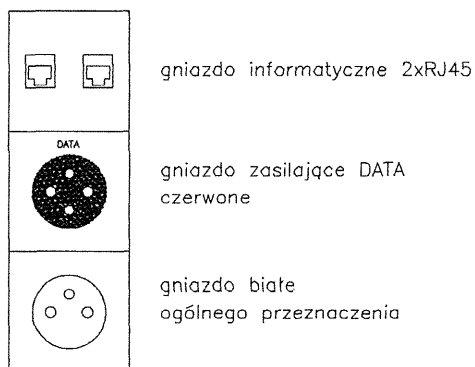 gniazdo informatyczne 2xRJ45
DATA
gniazdo zasilające DATA
czerwone
gniazdo białe
ogólnego przeznaczenia